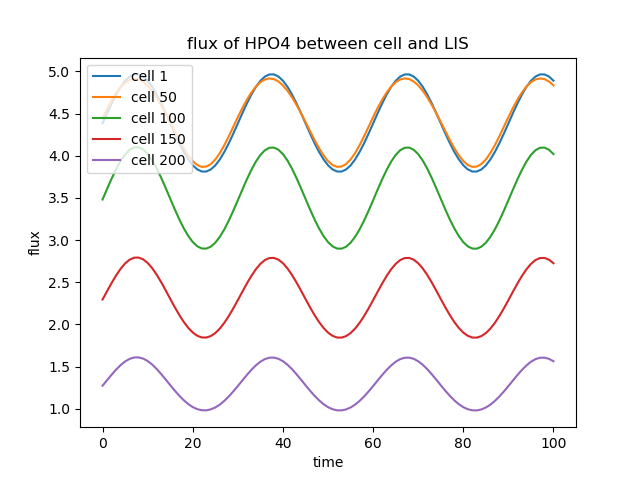 flux of HPO4 between cell and LIS
cell 1
cell 50
cell 100
cell 150
cell 200
5.0
4.5
4.0
3.5
3.0
2.5
2.0
1.5
1.0
flux
0 20 40 60 80 100
time